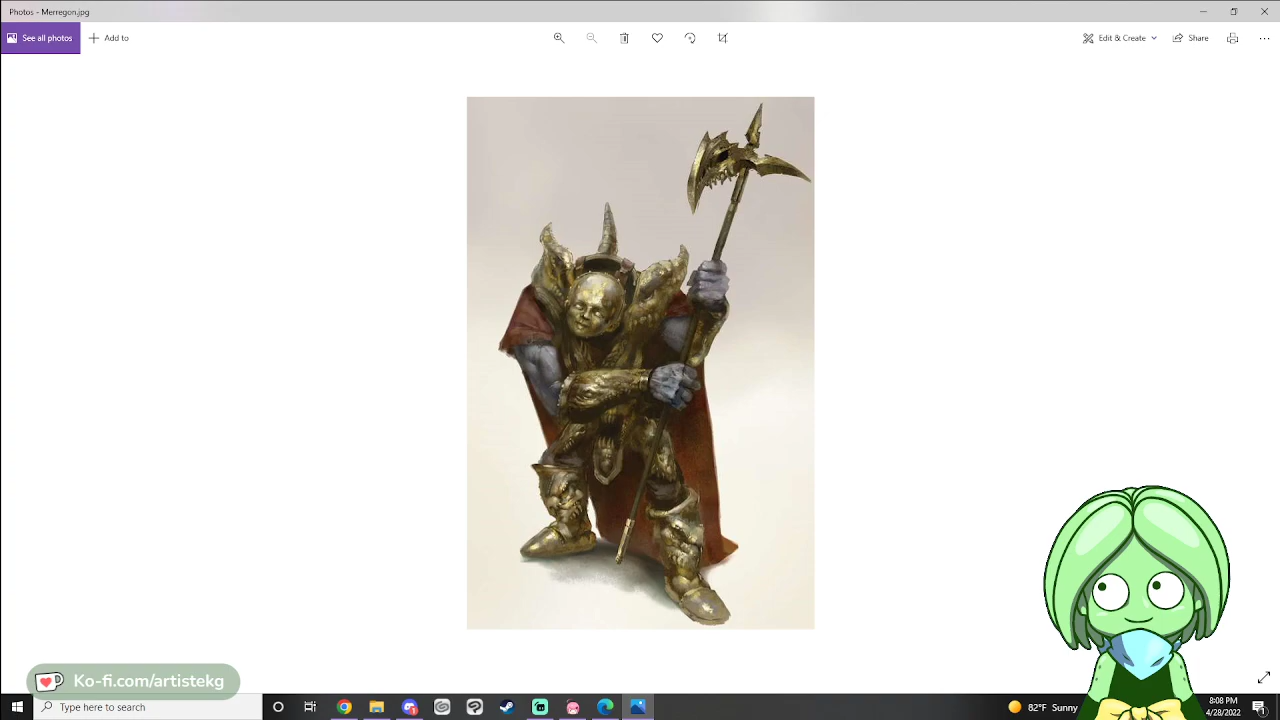 Photos - Merregon.jpg
See all photos
Add to
Edit & Create
Share
Ko-fi.com/artistekg
Type here to search
82°F Sunny
8:08 PM
4/28/2022